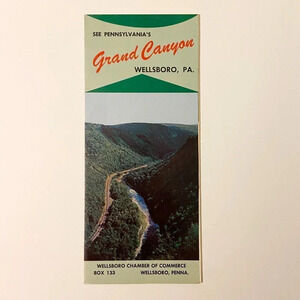 SEE PENNSYLVANIA'S
Grand Canyon
WELLSBORO, PA.
WELLSBORO CHAMBER OF COMMERCE
BOX 133 WELLSBORO, PENNA.